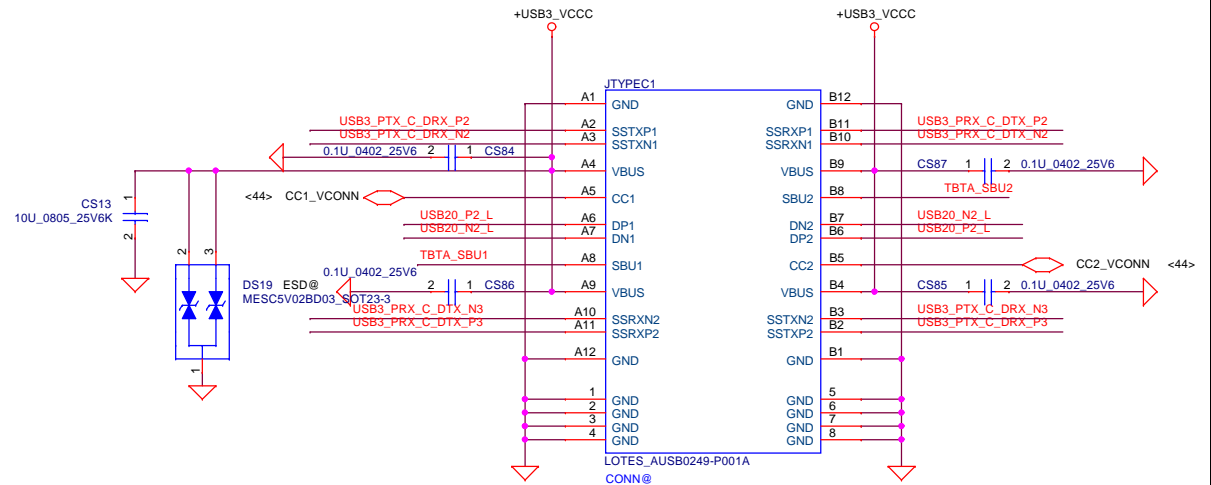 +USB3_VCCC +USB3_VCCC
JTYPEC1
A1 GND GND B12
USB3_PTX_C_DRX_P2 A2 SSTXP1 SSRXP1 B11 USB3_PRX_C_DTX_P2
USB3_PTX_C_DRX_N2 A3 SSTXN1 SSRXN1 B10 USB3_PRX_C_DTX_N2
0.1U_0402_25V6 2 1 CS84
A4 VBUS VBUS B9 CS87 1 2 0.1U_0402_25V6
<44> CC1_VCONN A5 CC1 SBU2 B8 TBTA_SBU2
1 CS13 10U_0805_25V6K 2
USB20_P2_L A6 DP1 DN2 B7 USB20_N2_L
USB20_N2_L A7 DN1 DP2 B6 USB20_P2_L
TBTA_SBU1 A8 SBU1 CC2 B5 CC2_VCONN <44>
2 3
0.1U_0402_25V6 2 1 CS86
DS19 ESD@
MESC5V02BD03_SOT23-3
1
A9 VBUS VBUS B4 CS85 1 2 0.1U_0402_25V6
USB3_PRX_C_DTX_N3 A10 SSRXN2 SSTXN2 B3 USB3_PTX_C_DRX_N3
USB3_PRX_C_DTX_P3 A11 SSRXP2 SSTXP2 B2 USB3_PTX_C_DRX_P3
A12 GND GND B1
1 GND GND 5
2 GND GND 6
3 GND GND 7
4 GND GND 8
LOTES_AUSB0249-P001A
CONN@